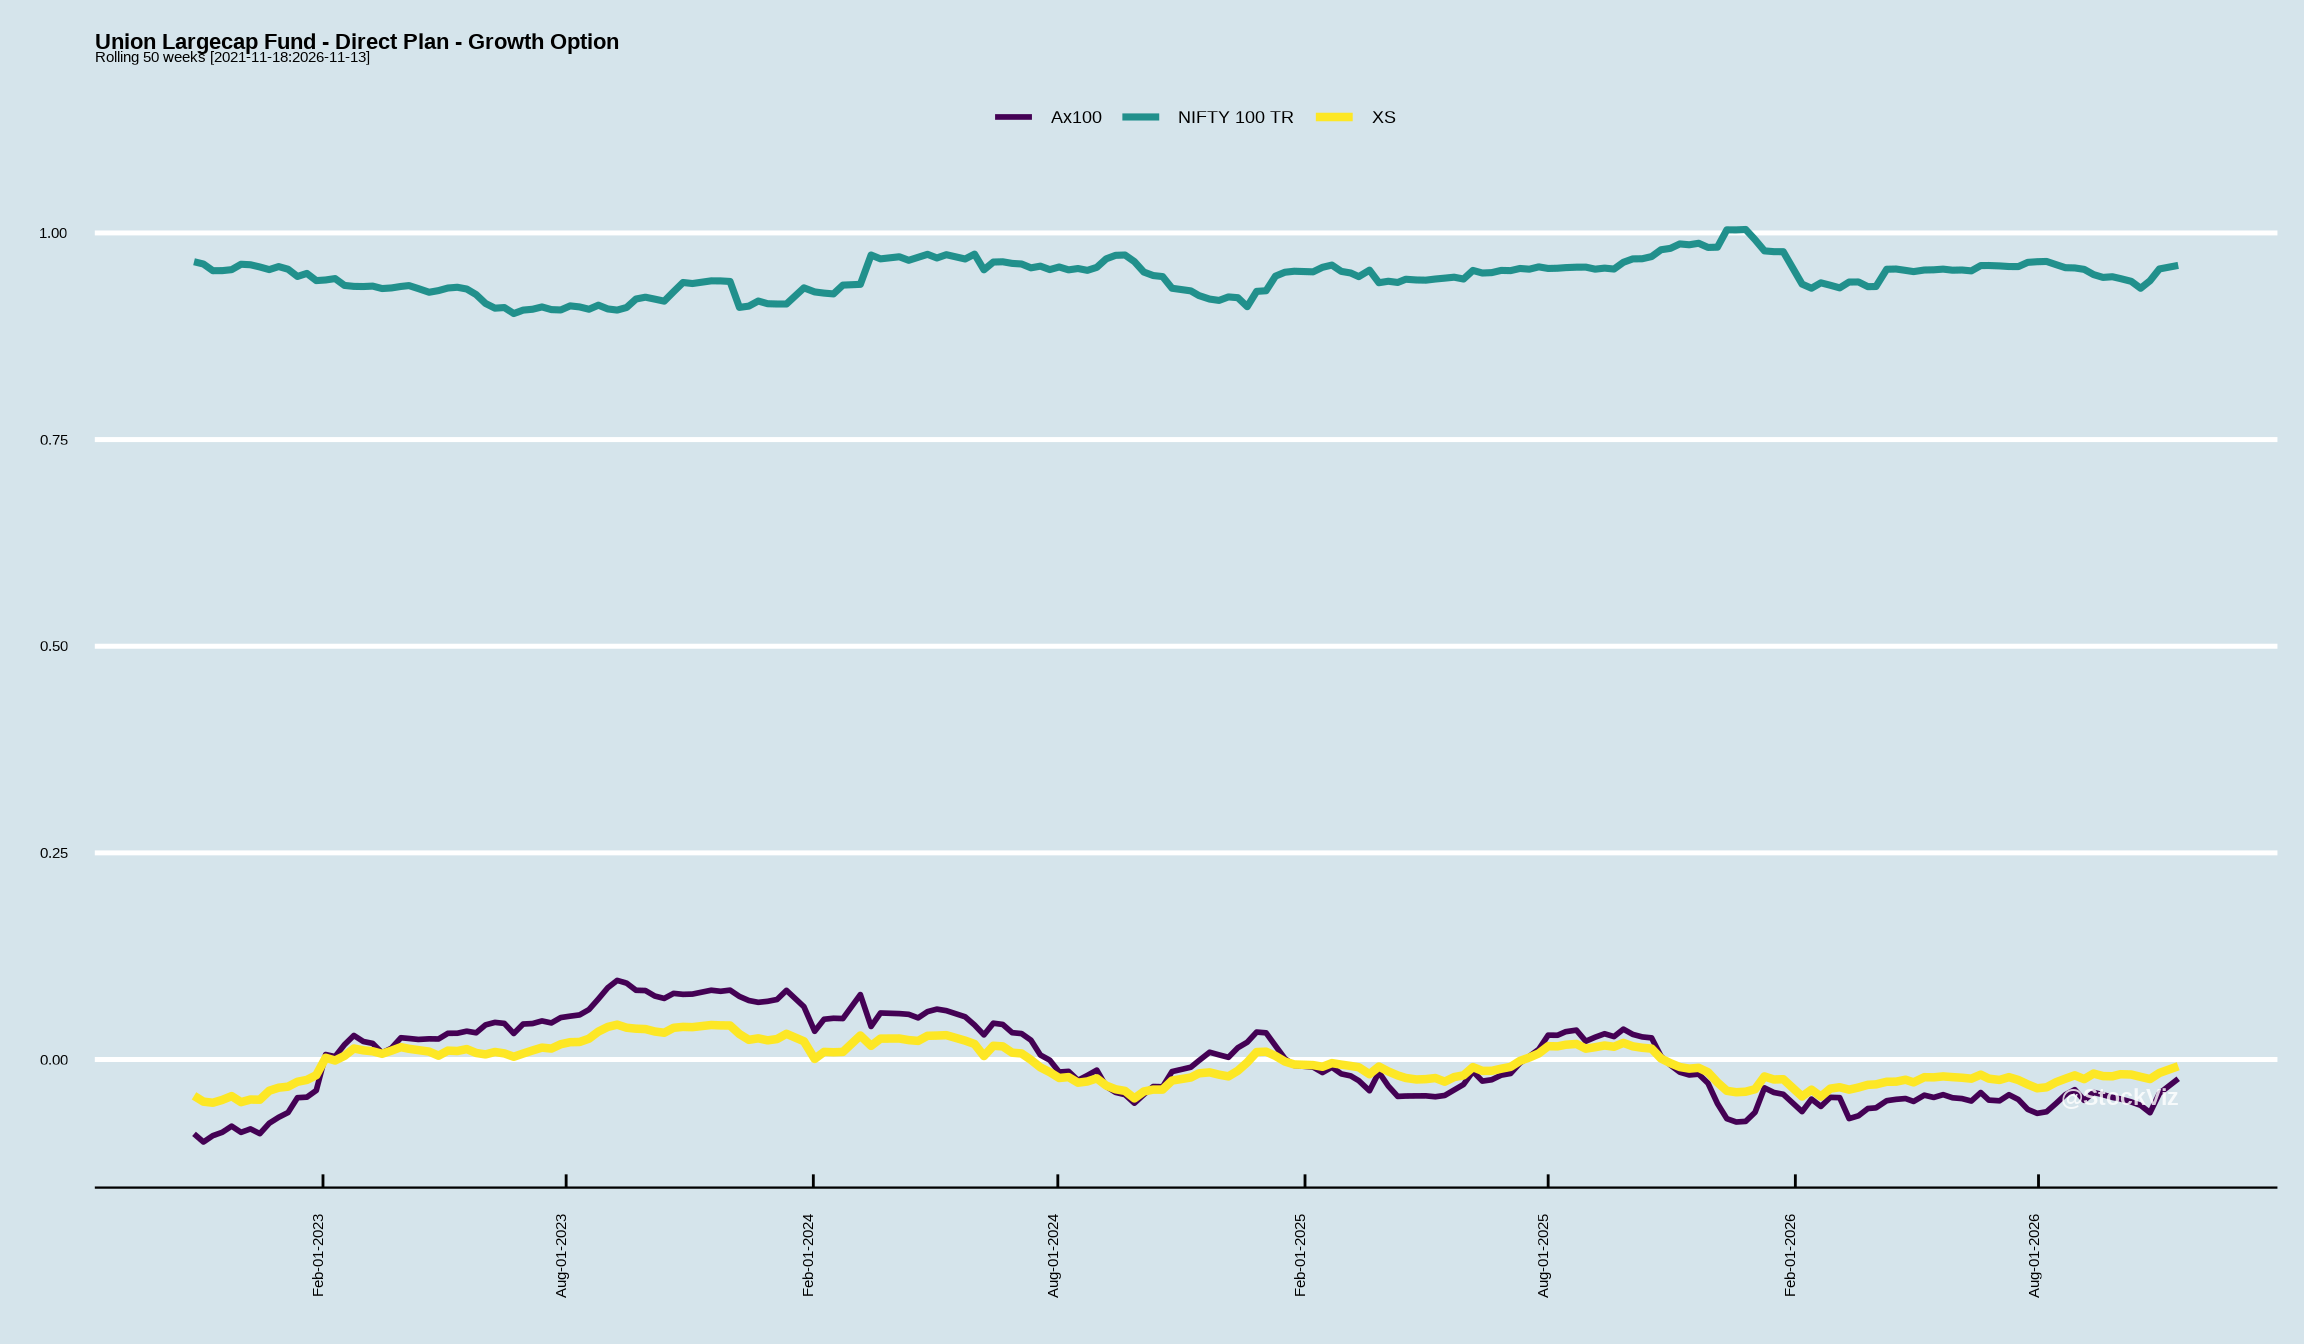 Union Largecap Fund - Direct Plan - Growth Option
Rolling 50 weeks [2021-11-18:2026-11-13]
Ax100 NIFTY 100 TR XS
1.00
0.75
0.50
0.25
0.00
@StockViz
Feb-01-2023 Aug-01-2023 Feb-01-2024 Aug-01-2024 Feb-01-2025 Aug-01-2025 Feb-01-2026 Aug-01-2026